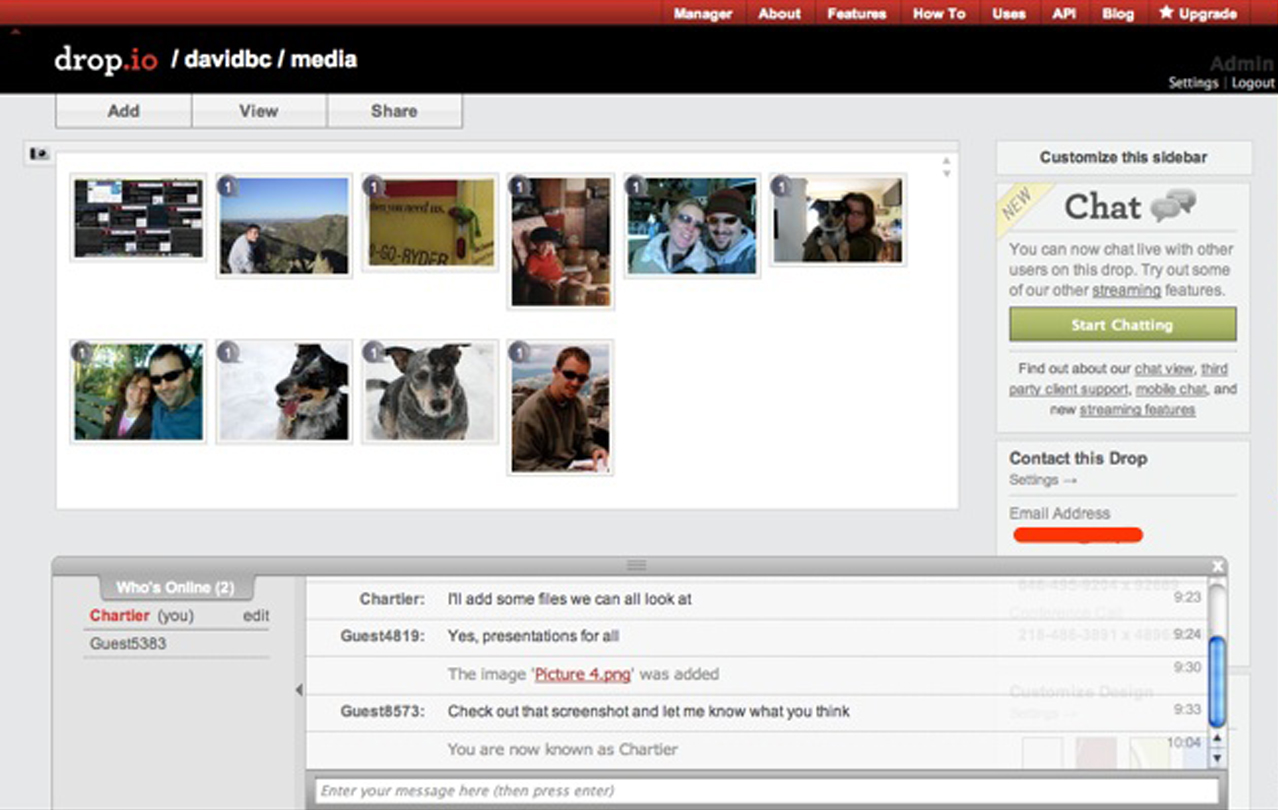 Manager About Features How To Uses API Blog Upgrade
drop.io / davidbc / media
Admin
Settings | Logout
Add View Share
1 1 1 1 1
you need us.
O-GO-RYDER
1 1 1 1
Customize this sidebar
NEW
Chat
You can now chat live with other
users on this drop. Try out some
of our other streaming features.
Start Chatting
Find out about our chat view, third
party client support, mobile chat, and
new streaming features
Contact this Drop
Settings →
Email Address
Conference Call
Customize Design
Settings →
Who's Online (2)
Chartier (you) edit
Guest5383
Chartier: I'll add some files we can all look at 9:23
Guest4819: Yes, presentations for all 9:24
The image 'Picture 4.png' was added 9:30
Guest8573: Check out that screenshot and let me know what you think 9:33
You are now known as Chartier 10:04
Enter your message here (then press enter)